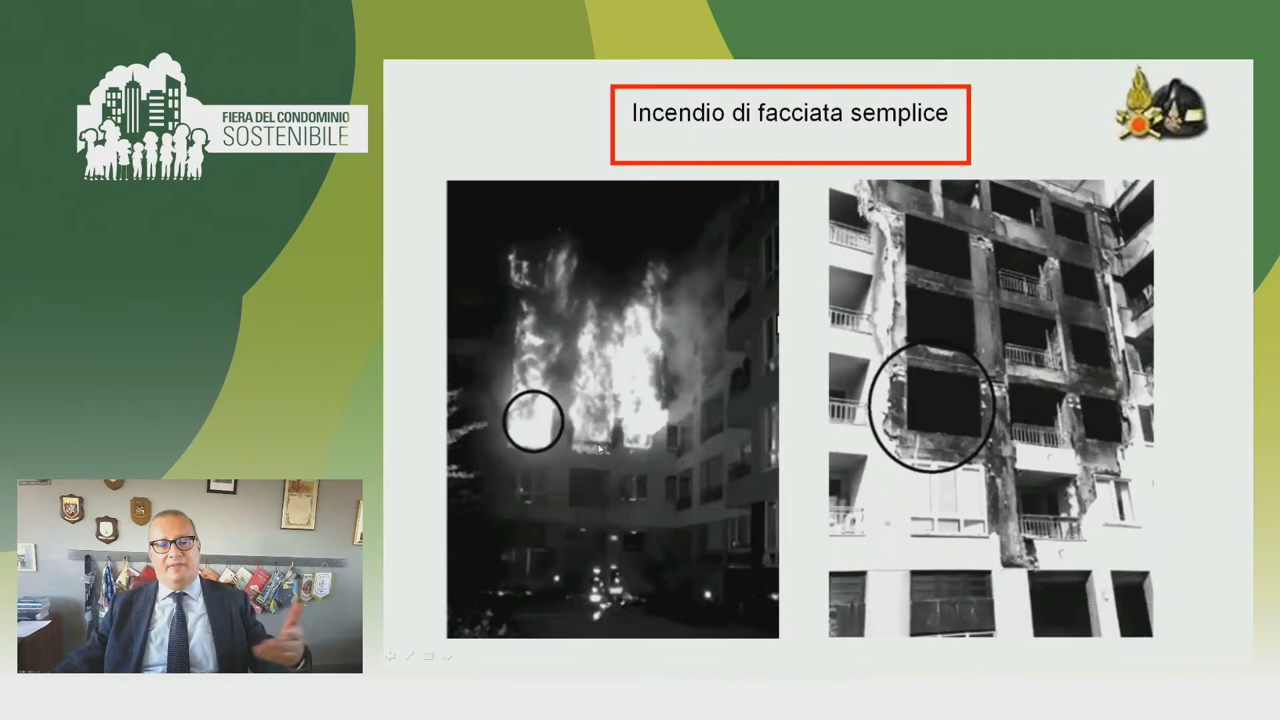 FIERA DEL CONDOMINIO
SOSTENIBILE
Incendio di facciata semplice